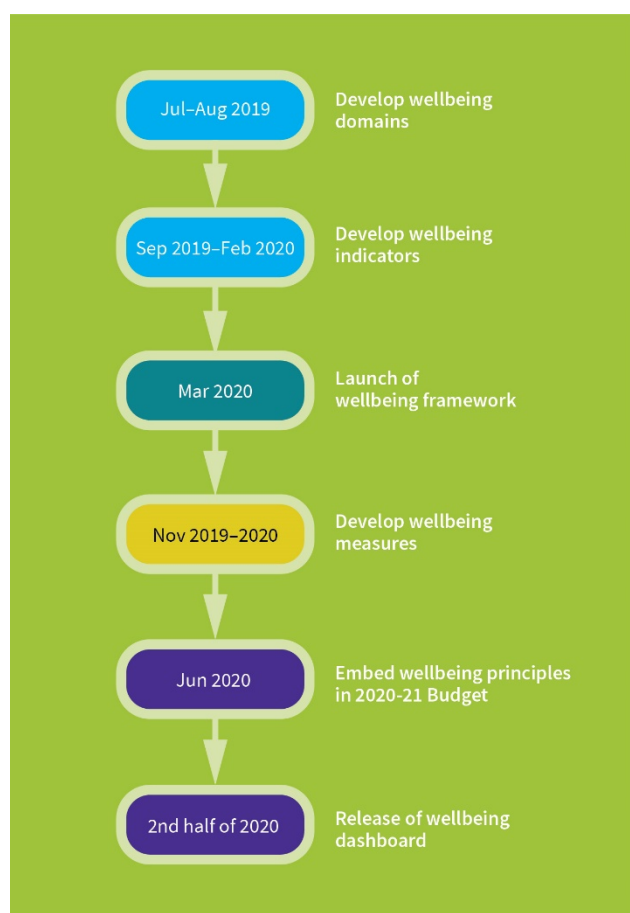 Jul–Aug 2019
Develop wellbeing
domains
Sep 2019–Feb 2020
Develop wellbeing
indicators
Mar 2020
Launch of
wellbeing framework
Nov 2019–2020
Develop wellbeing
measures
Jun 2020
Embed wellbeing principles
in 2020-21 Budget
2nd half of 2020
Release of wellbeing
dashboard